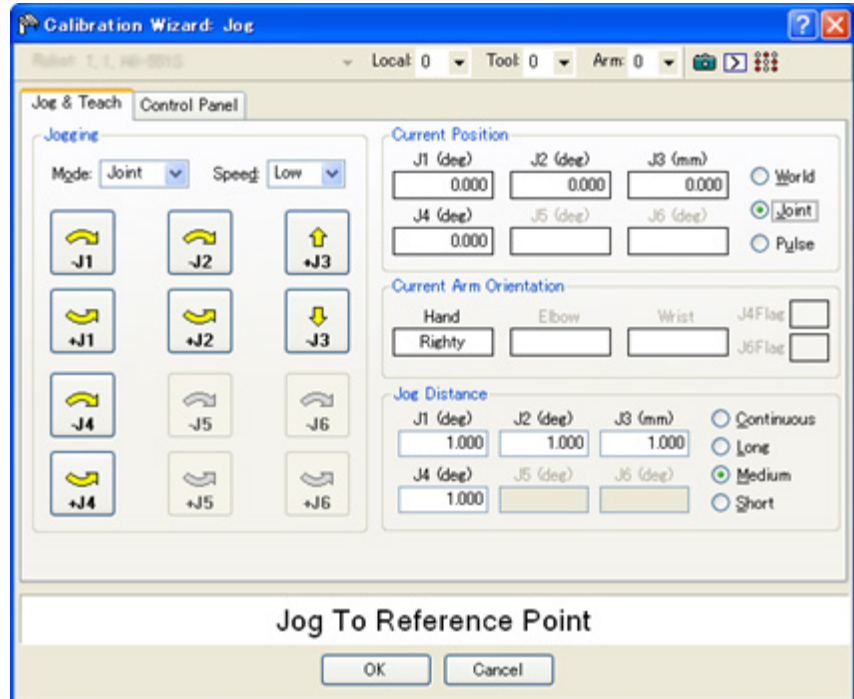 Calibration Wizard: Jog
Local: 0 Tool: 0 Arm: 0
Jog & Teach Control Panel
Jogging
Mode: Joint Speed: Low
-J1 -J2 +J3
+J1 +J2 -J3
-J4 -J5 -J6
+J4 +J5 +J6
Current Position
J1 (deg) J2 (deg) J3 (mm)
0.000 0.000 0.000 World
J4 (deg) J5 (deg) J6 (deg) Joint
0.000 Pulse
Current Arm Orientation
Hand Elbow Wrist J4Flag
Righty J6Flag
Jog Distance
J1 (deg) J2 (deg) J3 (mm) Continuous
1.000 1.000 1.000 Long
J4 (deg) J5 (deg) J6 (deg) Medium
1.000 Short
Jog To Reference Point
OK Cancel